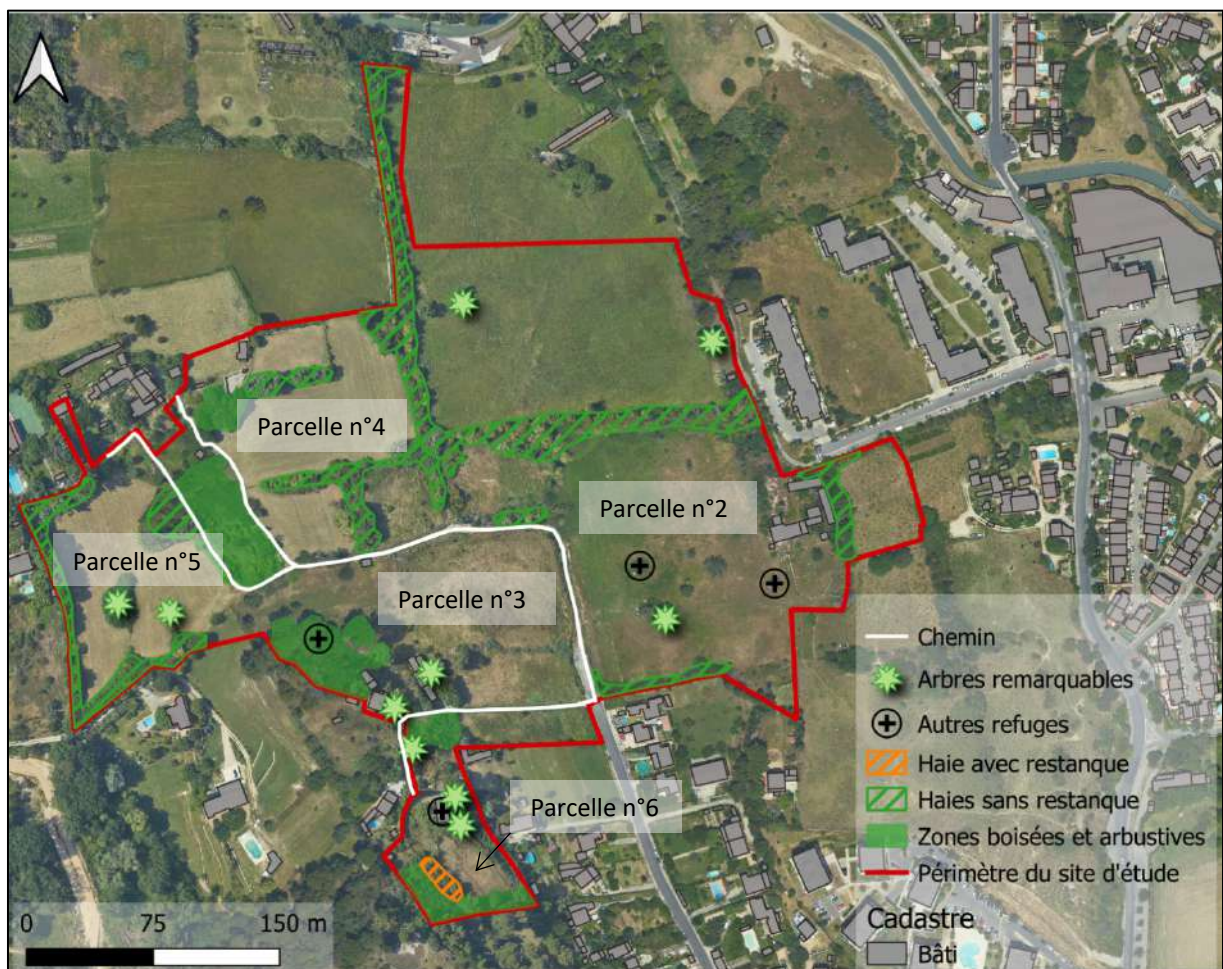 Parcelle n°4
Parcelle n°2
Parcelle n°5
Parcelle n°3
Parcelle n°6
Chemin
Arbres remarquables
Autres refuges
Haie avec restanque
Haies sans restanque
Zones boisées et arbustives
Périmètre du site d'étude
Cadastre
Bâti
0 75 150 m